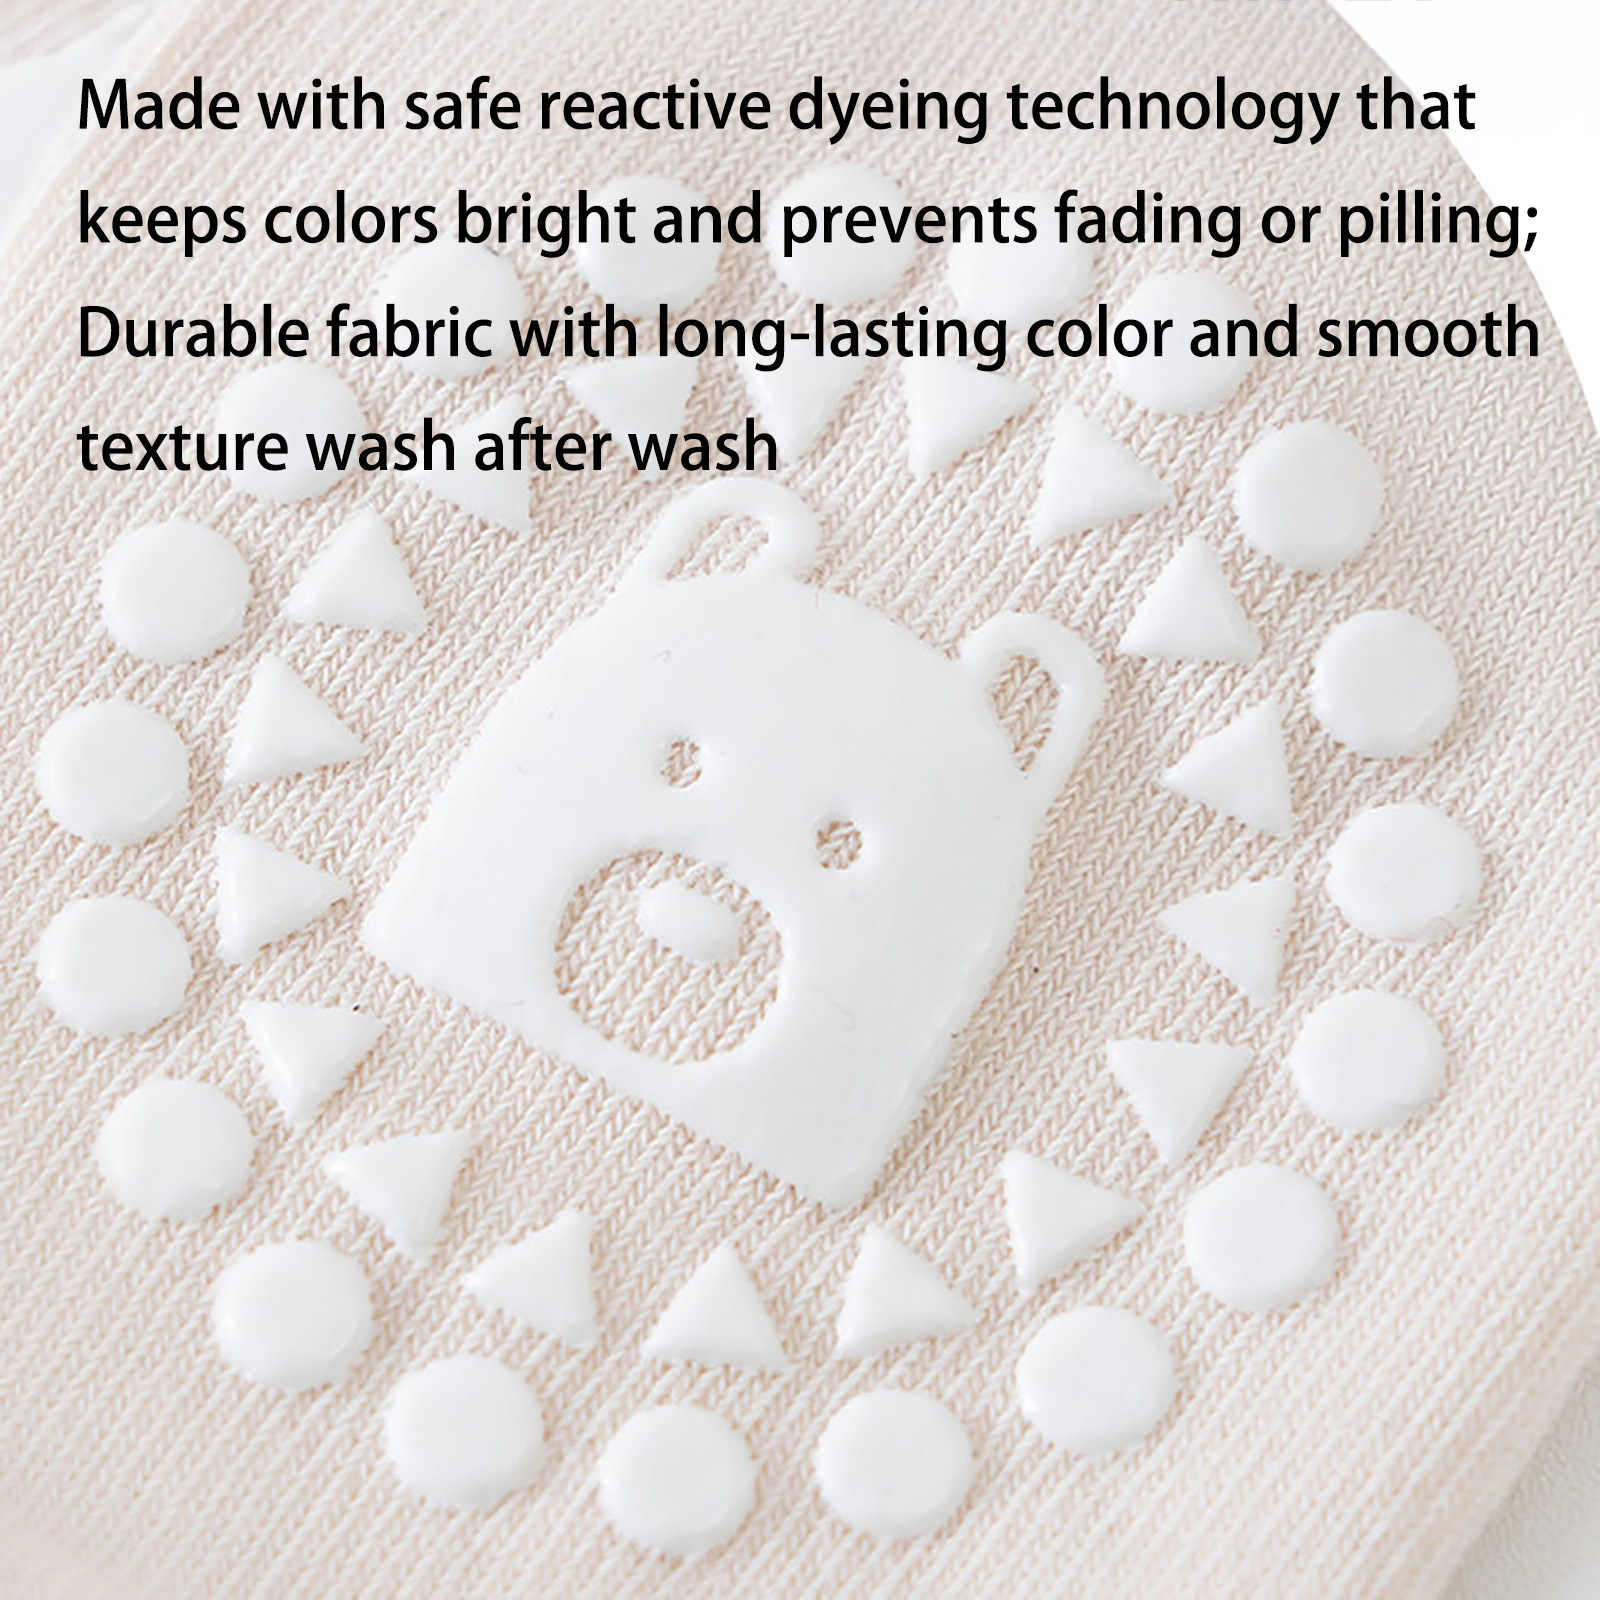 Made with safe reactive dyeing technology that
keeps colors bright and prevents fading or pilling;
Durable fabric with long-lasting color and smooth
texture wash after wash